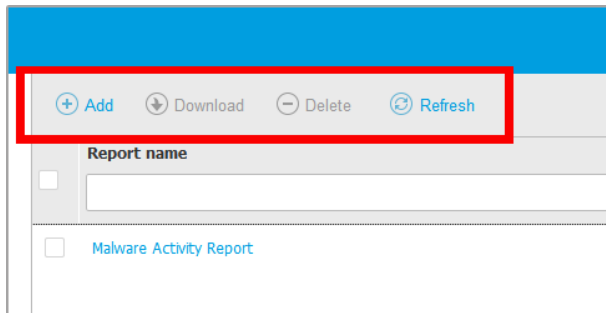 Add Download Delete Refresh
Report name
Malware Activity Report